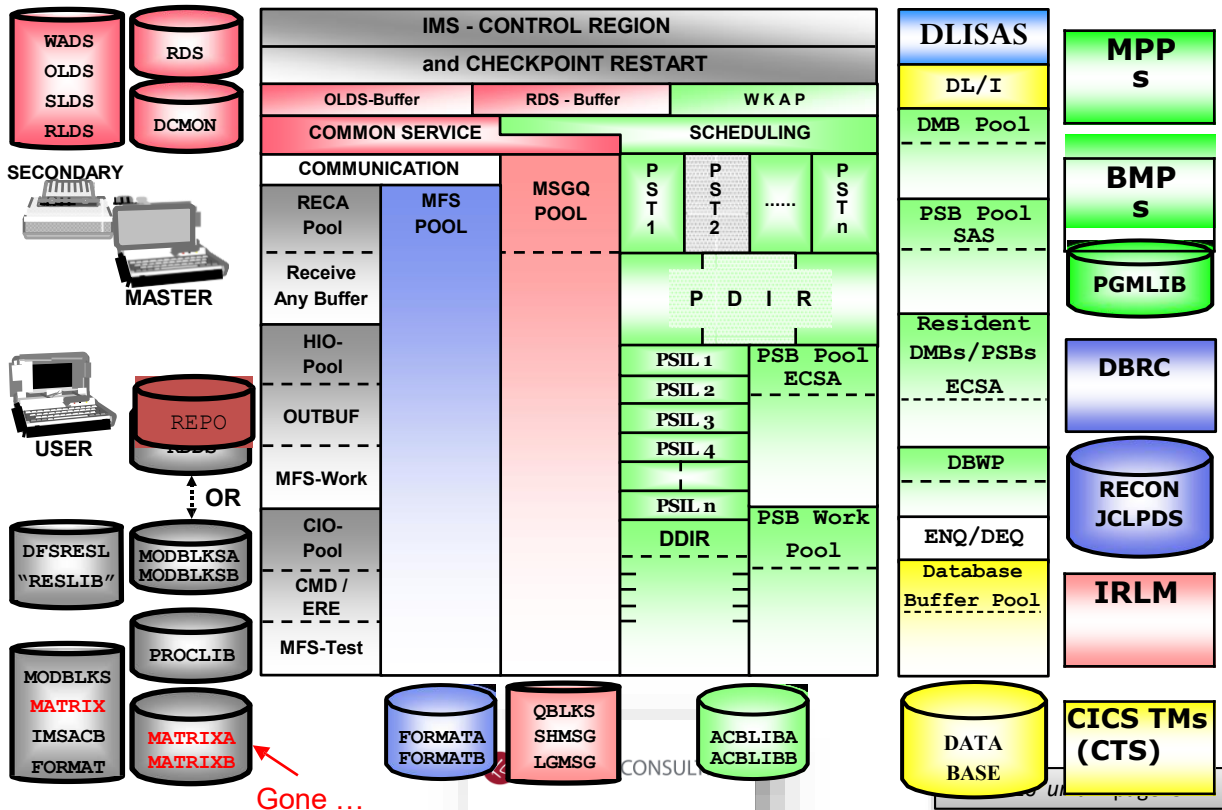 WADS
OLDS
SLDS
RLDS
RDS
DCMON
SECONDARY
MASTER
USER
REPO
OR
DFSRESL
"RESLIB"
MODBLKSA
MODBLKSB
PROCLIB
MODBLKS
MATRIX
IMSACB
FORMAT
MATRIXA
MATRIXB
Gone ...
IMS - CONTROL REGION
and CHECKPOINT RESTART
OLDS-Buffer
RDS - Buffer
W K A P
COMMON SERVICE
SCHEDULING
COMMUNICATION
RECA
Pool
Receive
Any Buffer
HIO-
Pool
OUTBUF
MFS-Work
CIO-
Pool
CMD /
ERE
MFS-Test
MFS
POOL
MSGQ
POOL
PST1
PST2
......
PSTn
P D I R
PSIL 1
PSIL 2
PSIL 3
PSIL 4
PSIL n
DDIR
PSB Pool
ECSA
PSB Work
Pool
FORMATA
FORMATB
QBLKS
SHMSG
LGMSG
ACBLIBA
ACBLIBB
CONSULT
DLISAS
DL/I
DMB Pool
PSB Pool
SAS
Resident
DMBs/PSBs
ECSA
DBWP
ENQ/DEQ
Database
Buffer Pool
DATA
BASE
MPP
s
BMP
s
PGMLIB
DBRC
RECON
JCLPDS
IRLM
CICS TMs
(CTS)